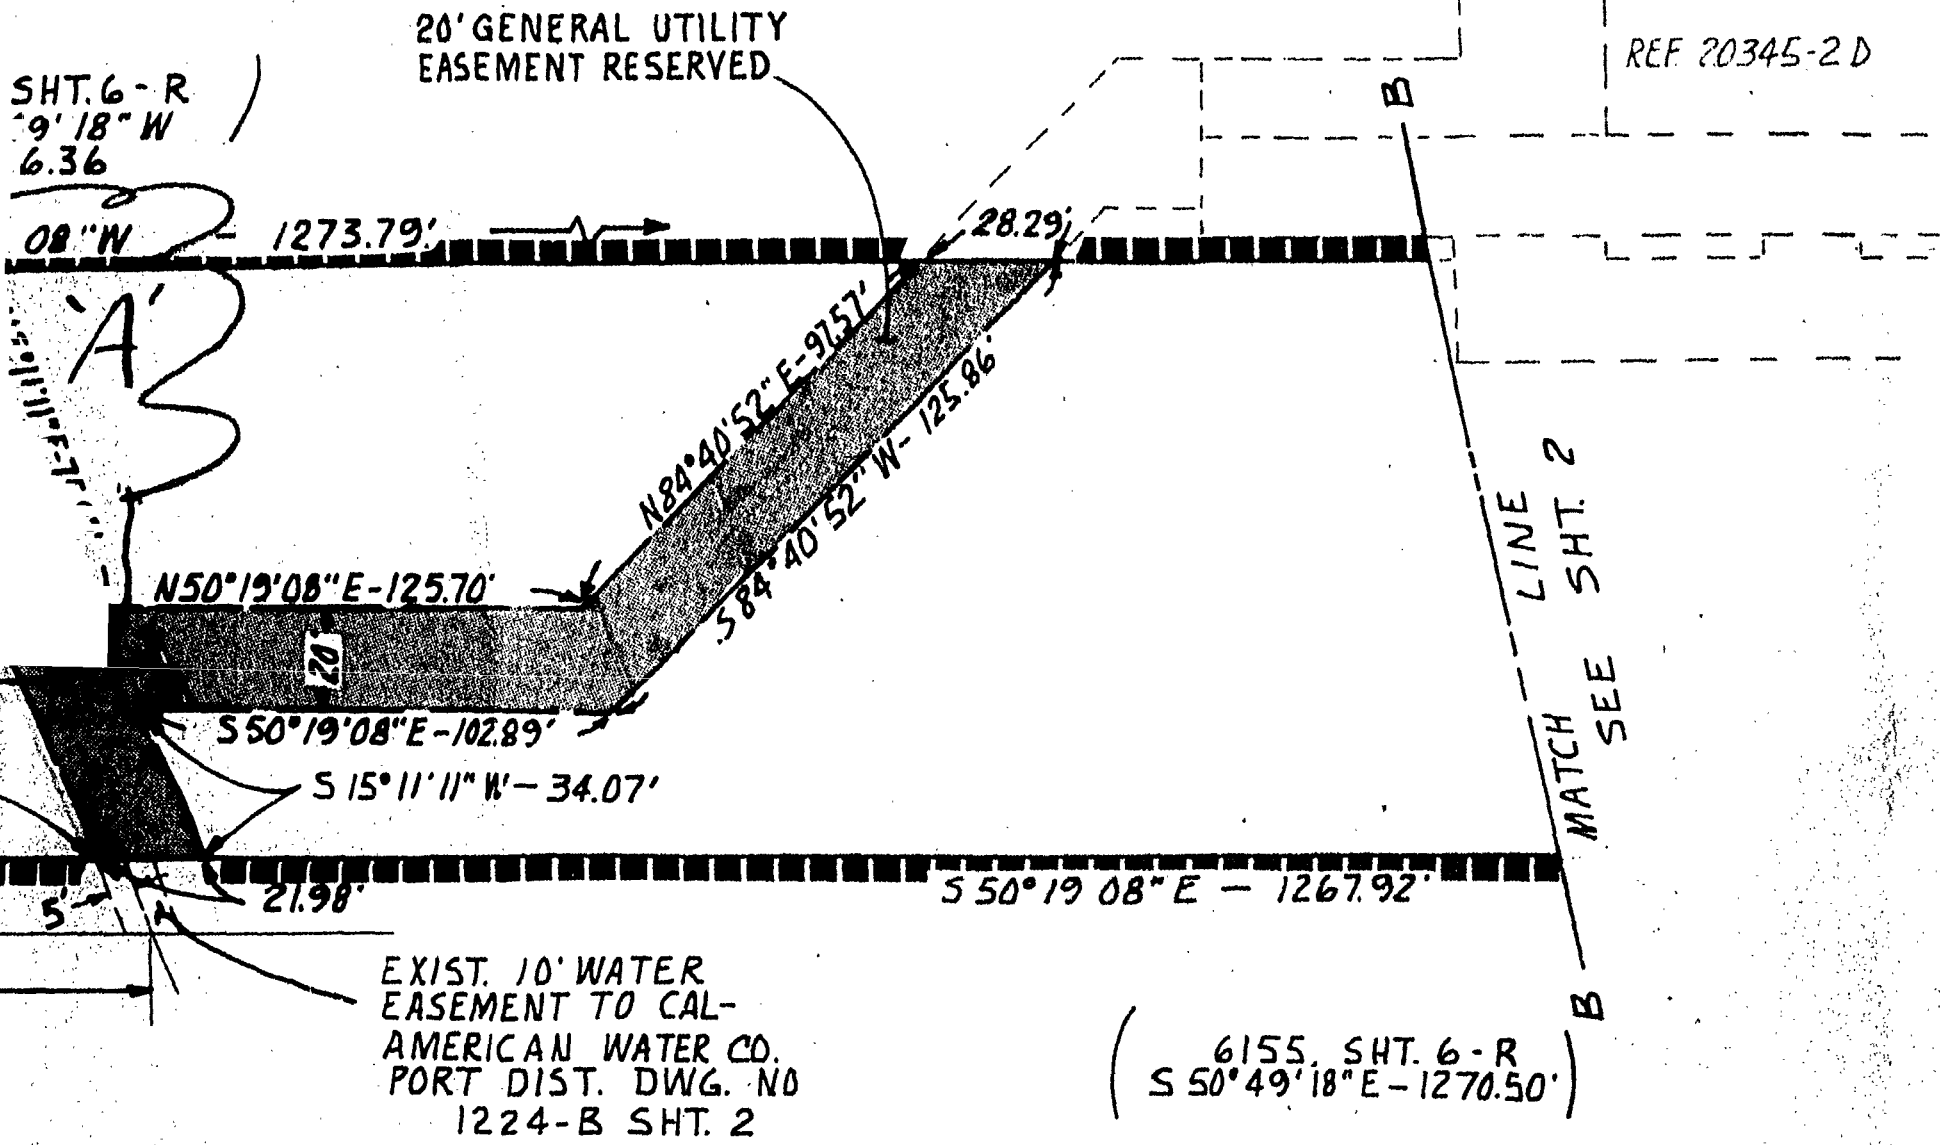 20' GENERAL UTILITY
EASEMENT RESERVED
REF. 20345-2 D
SHT. 6 - R
9' 18" W
6.36
B
08" W - 1273.79'
28.29'
'A'
N84°40'52" E-97.57'
S 84°40'52" W- 125.86'
N50°19'08" E-125.70'
20'
S 50°19'08" E-102.89'
S 15°11'11" W - 34.07'
MATCH LINE
SEE SHT. 2
5'
21.98'
S 50°19 08" E - 1267.92'
EXIST. 10' WATER
EASEMENT TO CAL-
AMERICAN WATER CO.
PORT DIST. DWG. NO
1224-B SHT. 2
B
6155, SHT. 6 - R
S 50°49'18" E - 1270.50'